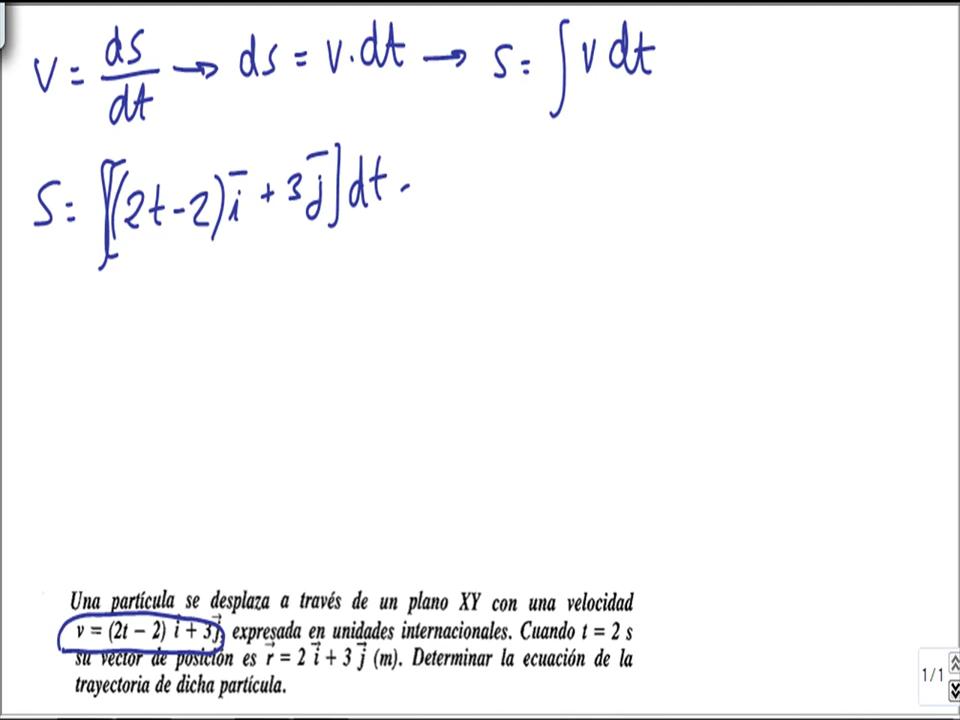 V = ds/dt → ds = v·dt → s = ∫ v dt
S = ∫[(2t-2)i̅ + 3j̅]dt .
Una partícula se desplaza a través de un plano XY con una velocidad
v = (2t − 2) i⃗ + 3j⃗, expresada en unidades internacionales. Cuando t = 2 s
su vector de posición es r⃗ = 2 i⃗ + 3 j⃗ (m). Determinar la ecuación de la
trayectoria de dicha partícula.
1/1